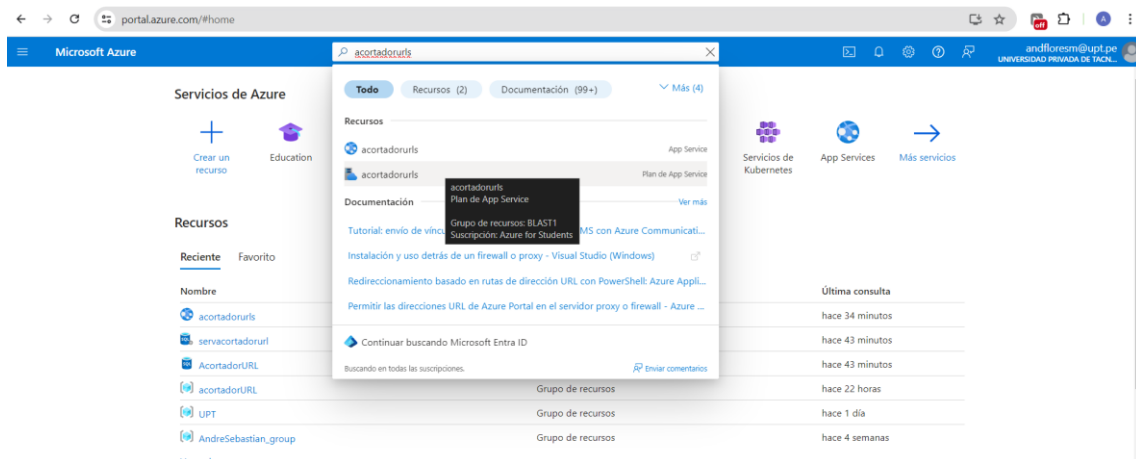 portal.azure.com/#home
off
A
Microsoft Azure
acortadorurls
andfloresm@upt.pe
UNIVERSIDAD PRIVADA DE TACN...
Servicios de Azure
Crear un recurso
Education
Servicios de Kubernetes
App Services
Más servicios
Todo
Recursos (2)
Documentación (99+)
Más (4)
Recursos
acortadorurls
App Service
acortadorurls
Plan de App Service
acortadorurls
Plan de App Service
Grupo de recursos: BLAST1
Suscripción: Azure for Students
Documentación
Ver más
Tutorial: envío de víncu
MS con Azure Communicati...
Instalación y uso detrás de un firewall o proxy - Visual Studio (Windows)
Redireccionamiento basado en rutas de dirección URL con PowerShell: Azure Appli...
Permitir las direcciones URL de Azure Portal en el servidor proxy o firewall - Azure ...
Continuar buscando Microsoft Entra ID
Buscando en todas las suscripciones.
Enviar comentarios
Recursos
Reciente
Favorito
Nombre
Última consulta
acortadorurls
hace 34 minutos
servacortadorurl
hace 43 minutos
AcortadorURL
hace 43 minutos
acortadorURL
Grupo de recursos
hace 22 horas
UPT
Grupo de recursos
hace 1 día
AndreSebastian_group
Grupo de recursos
hace 4 semanas